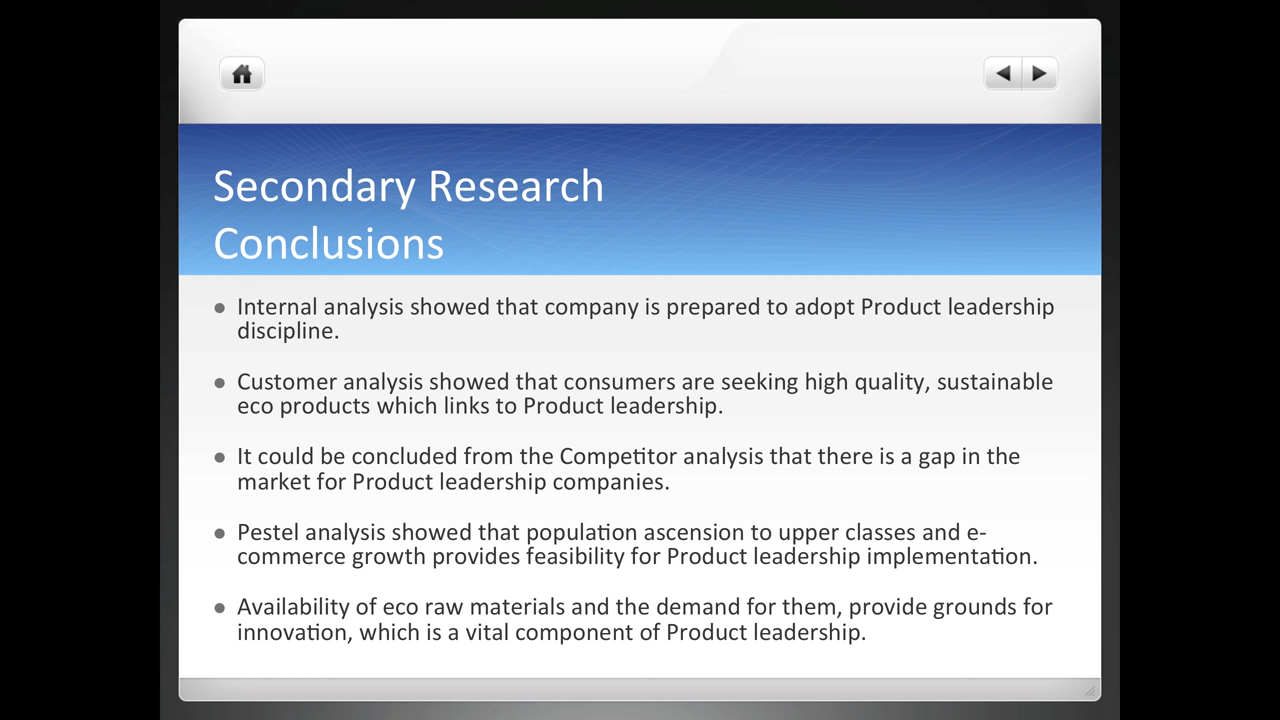 Secondary Research
Conclusions
● Internal analysis showed that company is prepared to adopt Product leadership
discipline.
● Customer analysis showed that consumers are seeking high quality, sustainable
eco products which links to Product leadership.
● It could be concluded from the Competitor analysis that there is a gap in the
market for Product leadership companies.
● Pestel analysis showed that population ascension to upper classes and e-
commerce growth provides feasibility for Product leadership implementation.
● Availability of eco raw materials and the demand for them, provide grounds for
innovation, which is a vital component of Product leadership.